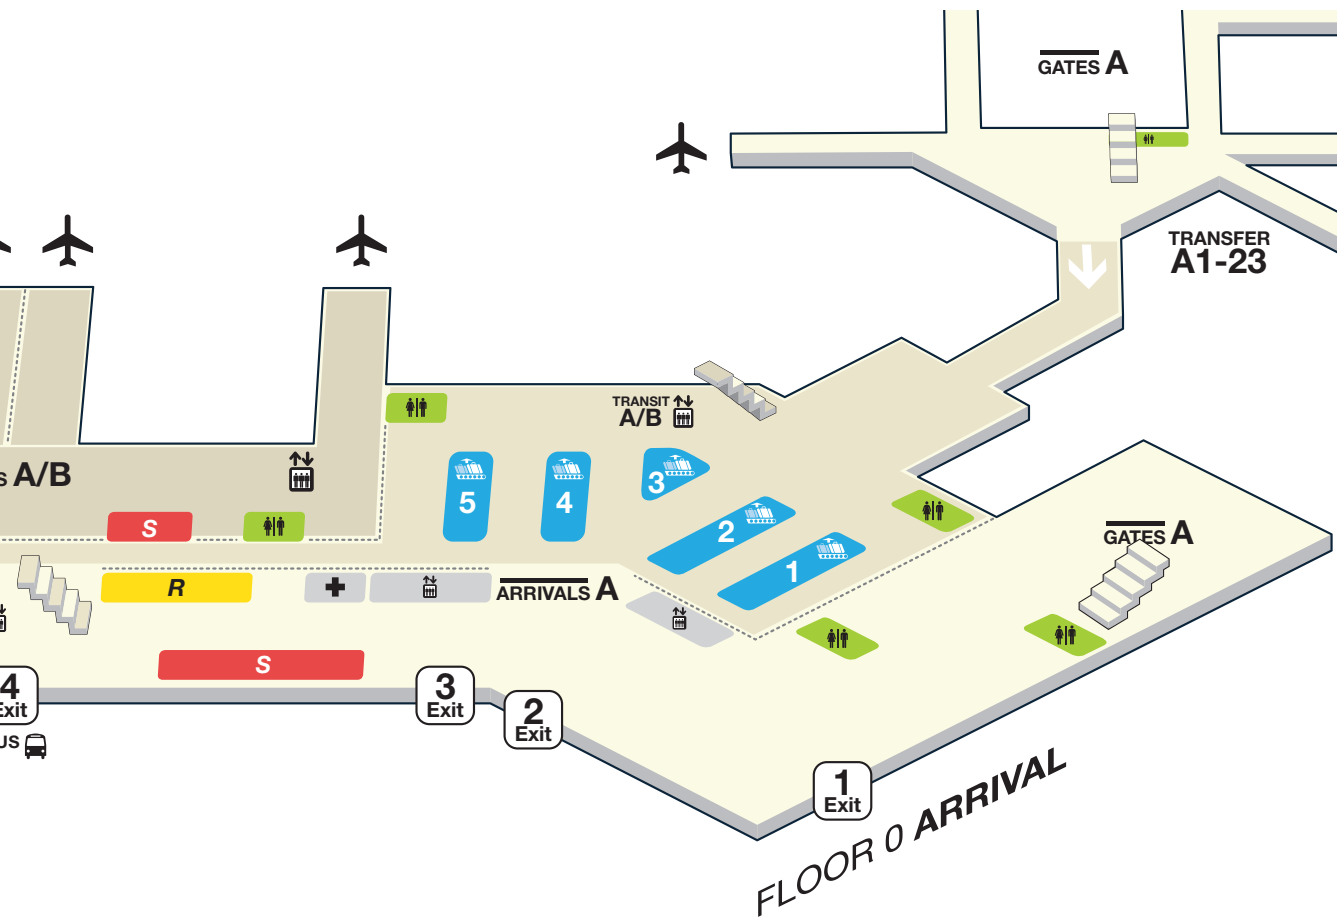 GATES A
TRANSFER
A1-23
TRANSIT
A/B
S A/B
5
4
3
2
1
S
GATES A
R
ARRIVALS A
S
4
Exit
3
Exit
2
Exit
1
Exit
US
FLOOR 0 ARRIVAL